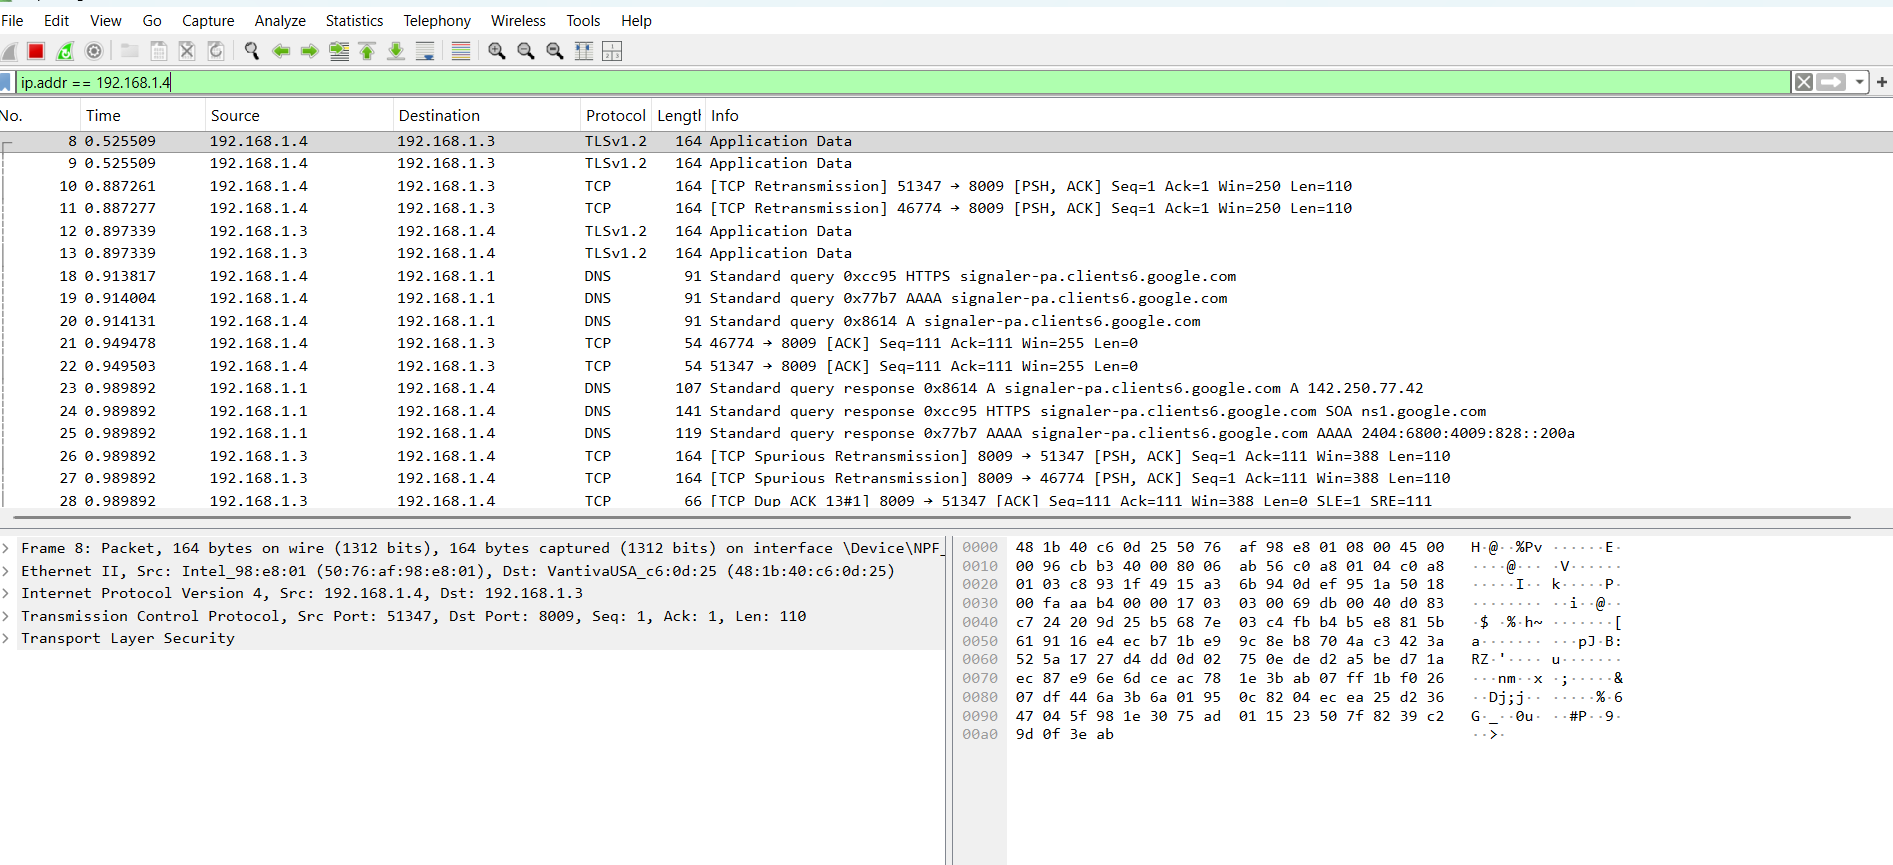 File Edit View Go Capture Analyze Statistics Telephony Wireless Tools Help
ip.addr == 192.168.1.4
No. Time Source Destination Protocol Length Info
8 0.525509 192.168.1.4 192.168.1.3 TLSv1.2 164 Application Data
9 0.525509 192.168.1.4 192.168.1.3 TLSv1.2 164 Application Data
10 0.887261 192.168.1.4 192.168.1.3 TCP 164 [TCP Retransmission] 51347 → 8009 [PSH, ACK] Seq=1 Ack=1 Win=250 Len=110
11 0.887277 192.168.1.4 192.168.1.3 TCP 164 [TCP Retransmission] 46774 → 8009 [PSH, ACK] Seq=1 Ack=1 Win=250 Len=110
12 0.897339 192.168.1.3 192.168.1.4 TLSv1.2 164 Application Data
13 0.897339 192.168.1.3 192.168.1.4 TLSv1.2 164 Application Data
18 0.913817 192.168.1.4 192.168.1.1 DNS 91 Standard query 0xcc95 HTTPS signaler-pa.clients6.google.com
19 0.914004 192.168.1.4 192.168.1.1 DNS 91 Standard query 0x77b7 AAAA signaler-pa.clients6.google.com
20 0.914131 192.168.1.4 192.168.1.1 DNS 91 Standard query 0x8614 A signaler-pa.clients6.google.com
21 0.949478 192.168.1.4 192.168.1.3 TCP 54 46774 → 8009 [ACK] Seq=111 Ack=111 Win=255 Len=0
22 0.949503 192.168.1.4 192.168.1.3 TCP 54 51347 → 8009 [ACK] Seq=111 Ack=111 Win=255 Len=0
23 0.989892 192.168.1.1 192.168.1.4 DNS 107 Standard query response 0x8614 A signaler-pa.clients6.google.com A 142.250.77.42
24 0.989892 192.168.1.1 192.168.1.4 DNS 141 Standard query response 0xcc95 HTTPS signaler-pa.clients6.google.com SOA ns1.google.com
25 0.989892 192.168.1.1 192.168.1.4 DNS 119 Standard query response 0x77b7 AAAA signaler-pa.clients6.google.com AAAA 2404:6800:4009:828::200a
26 0.989892 192.168.1.3 192.168.1.4 TCP 164 [TCP Spurious Retransmission] 8009 → 51347 [PSH, ACK] Seq=1 Ack=111 Win=388 Len=110
27 0.989892 192.168.1.3 192.168.1.4 TCP 164 [TCP Spurious Retransmission] 8009 → 46774 [PSH, ACK] Seq=1 Ack=111 Win=388 Len=110
28 0.989892 192.168.1.3 192.168.1.4 TCP 66 [TCP Dup ACK 13#1] 8009 → 51347 [ACK] Seq=111 Ack=111 Win=388 Len=0 SLE=1 SRE=111
Frame 8: Packet, 164 bytes on wire (1312 bits), 164 bytes captured (1312 bits) on interface \Device\NPF_
Ethernet II, Src: Intel_98:e8:01 (50:76:af:98:e8:01), Dst: VantivaUSA_c6:0d:25 (48:1b:40:c6:0d:25)
Internet Protocol Version 4, Src: 192.168.1.4, Dst: 192.168.1.3
Transmission Control Protocol, Src Port: 51347, Dst Port: 8009, Seq: 1, Ack: 1, Len: 110
Transport Layer Security
0000 48 1b 40 c6 0d 25 50 76 af 98 e8 01 08 00 45 00 H·@··%Pv ······E·
0010 00 96 cb b3 40 00 80 06 ab 56 c0 a8 01 04 c0 a8 ····@··· ·V······
0020 01 03 c8 93 1f 49 15 a3 6b 94 0d ef 95 1a 50 18 ·····I·· k·····P·
0030 00 fa aa b4 00 00 17 03 03 00 69 db 00 40 d0 83 ········ ··i··@··
0040 c7 24 20 9d 25 b5 68 7e 03 c4 fb b4 b5 e8 81 5b ·$ ·%·h~ ·······[
0050 61 91 16 e4 ec b7 1b e9 9c 8e b8 70 4a c3 42 3a a······· ···pJ·B:
0060 52 5a 17 27 d4 dd 0d 02 75 0e de d2 a5 be d7 1a RZ·'···· u·······
0070 ec 87 e9 6e 6d ce ac 78 1e 3b ab 07 ff 1b f0 26 ···nm··x ·;·····&
0080 07 df 44 6a 3b 6a 01 95 0c 82 04 ec ea 25 d2 36 ··Dj;j·· ·····%·6
0090 47 04 5f 98 1e 30 75 ad 01 15 23 50 7f 82 39 c2 G·_··0u· ··#P··9·
00a0 9d 0f 3e ab ··>·